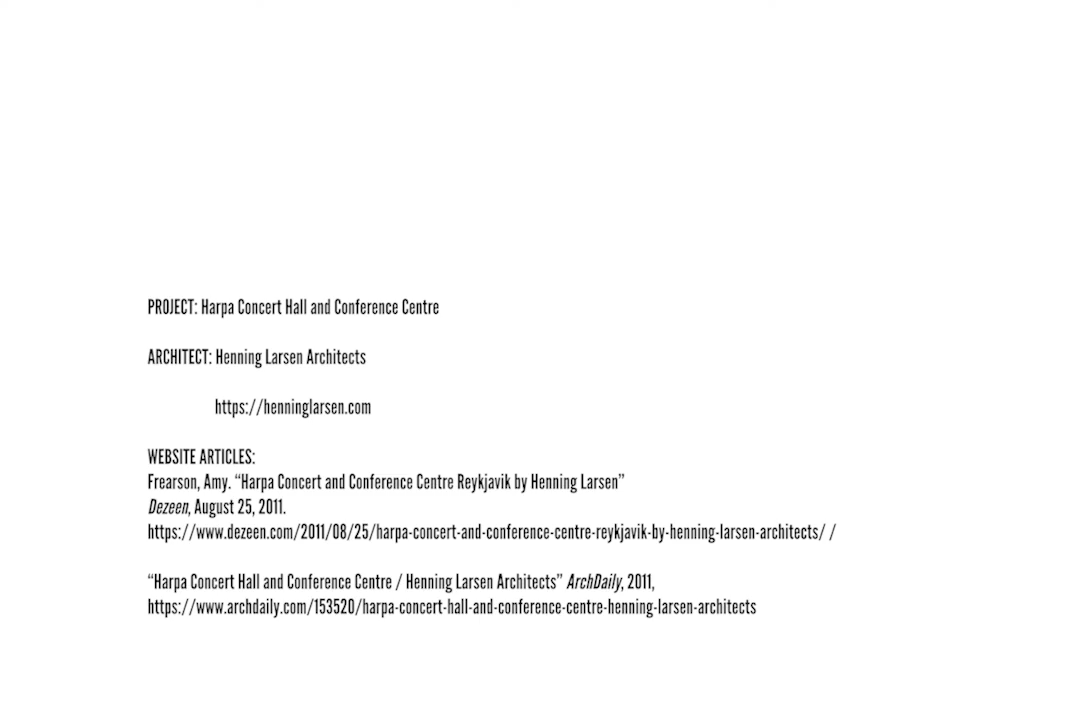 PROJECT: Harpa Concert Hall and Conference Centre
ARCHITECT: Henning Larsen Architects
https://henninglarsen.com
WEBSITE ARTICLES:
Frearson, Amy. “Harpa Concert and Conference Centre Reykjavik by Henning Larsen”
Dezeen, August 25, 2011.
https://www.dezeen.com/2011/08/25/harpa-concert-and-conference-centre-reykjavik-by-henning-larsen-architects/ /
“Harpa Concert Hall and Conference Centre / Henning Larsen Architects” ArchDaily, 2011,
https://www.archdaily.com/153520/harpa-concert-hall-and-conference-centre-henning-larsen-architects